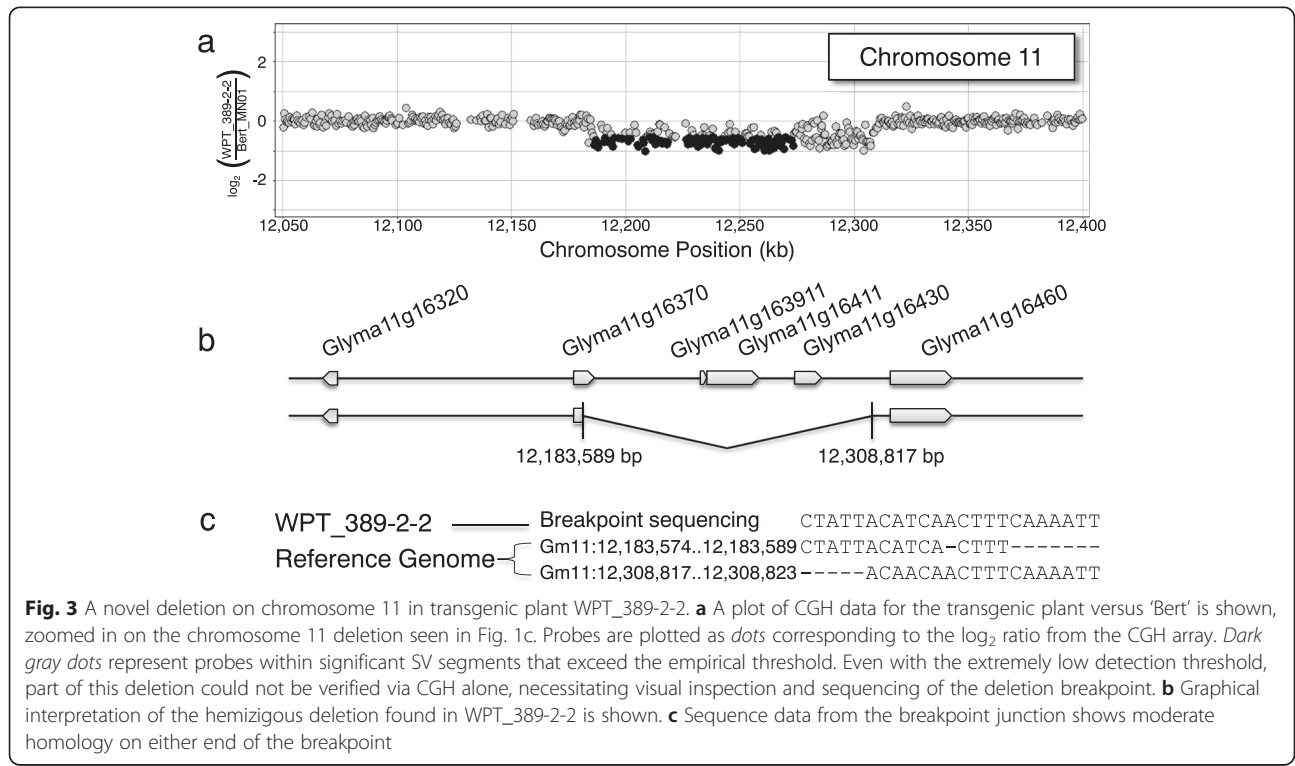 a
Chromosome 11
log2 (WPT_389-2-2 / Bert_MN01)
2
0
-2
12,050 12,100 12,150 12,200 12,250 12,300 12,350 12,400
Chromosome Position (kb)
b
Glyma11g16320 Glyma11g16370 Glyma11g163911 Glyma11g16411 Glyma11g16430 Glyma11g16460
12,183,589 bp 12,308,817 bp
c
WPT_389-2-2 Breakpoint sequencing CTATTACATCAACTTTCAAAATT
Reference Genome
Gm11:12,183,574..12,183,589 CTATTACATCA-CTTT-------
Gm11:12,308,817..12,308,823 -----ACAACAACTTTCAAAATT
Fig. 3 A novel deletion on chromosome 11 in transgenic plant WPT_389-2-2. a A plot of CGH data for the transgenic plant versus ‘Bert’ is shown,
zoomed in on the chromosome 11 deletion seen in Fig. 1c. Probes are plotted as dots corresponding to the log2 ratio from the CGH array. Dark
gray dots represent probes within significant SV segments that exceed the empirical threshold. Even with the extremely low detection threshold,
part of this deletion could not be verified via CGH alone, necessitating visual inspection and sequencing of the deletion breakpoint. b Graphical
interpretation of the hemizigous deletion found in WPT_389-2-2 is shown. c Sequence data from the breakpoint junction shows moderate
homology on either end of the breakpoint